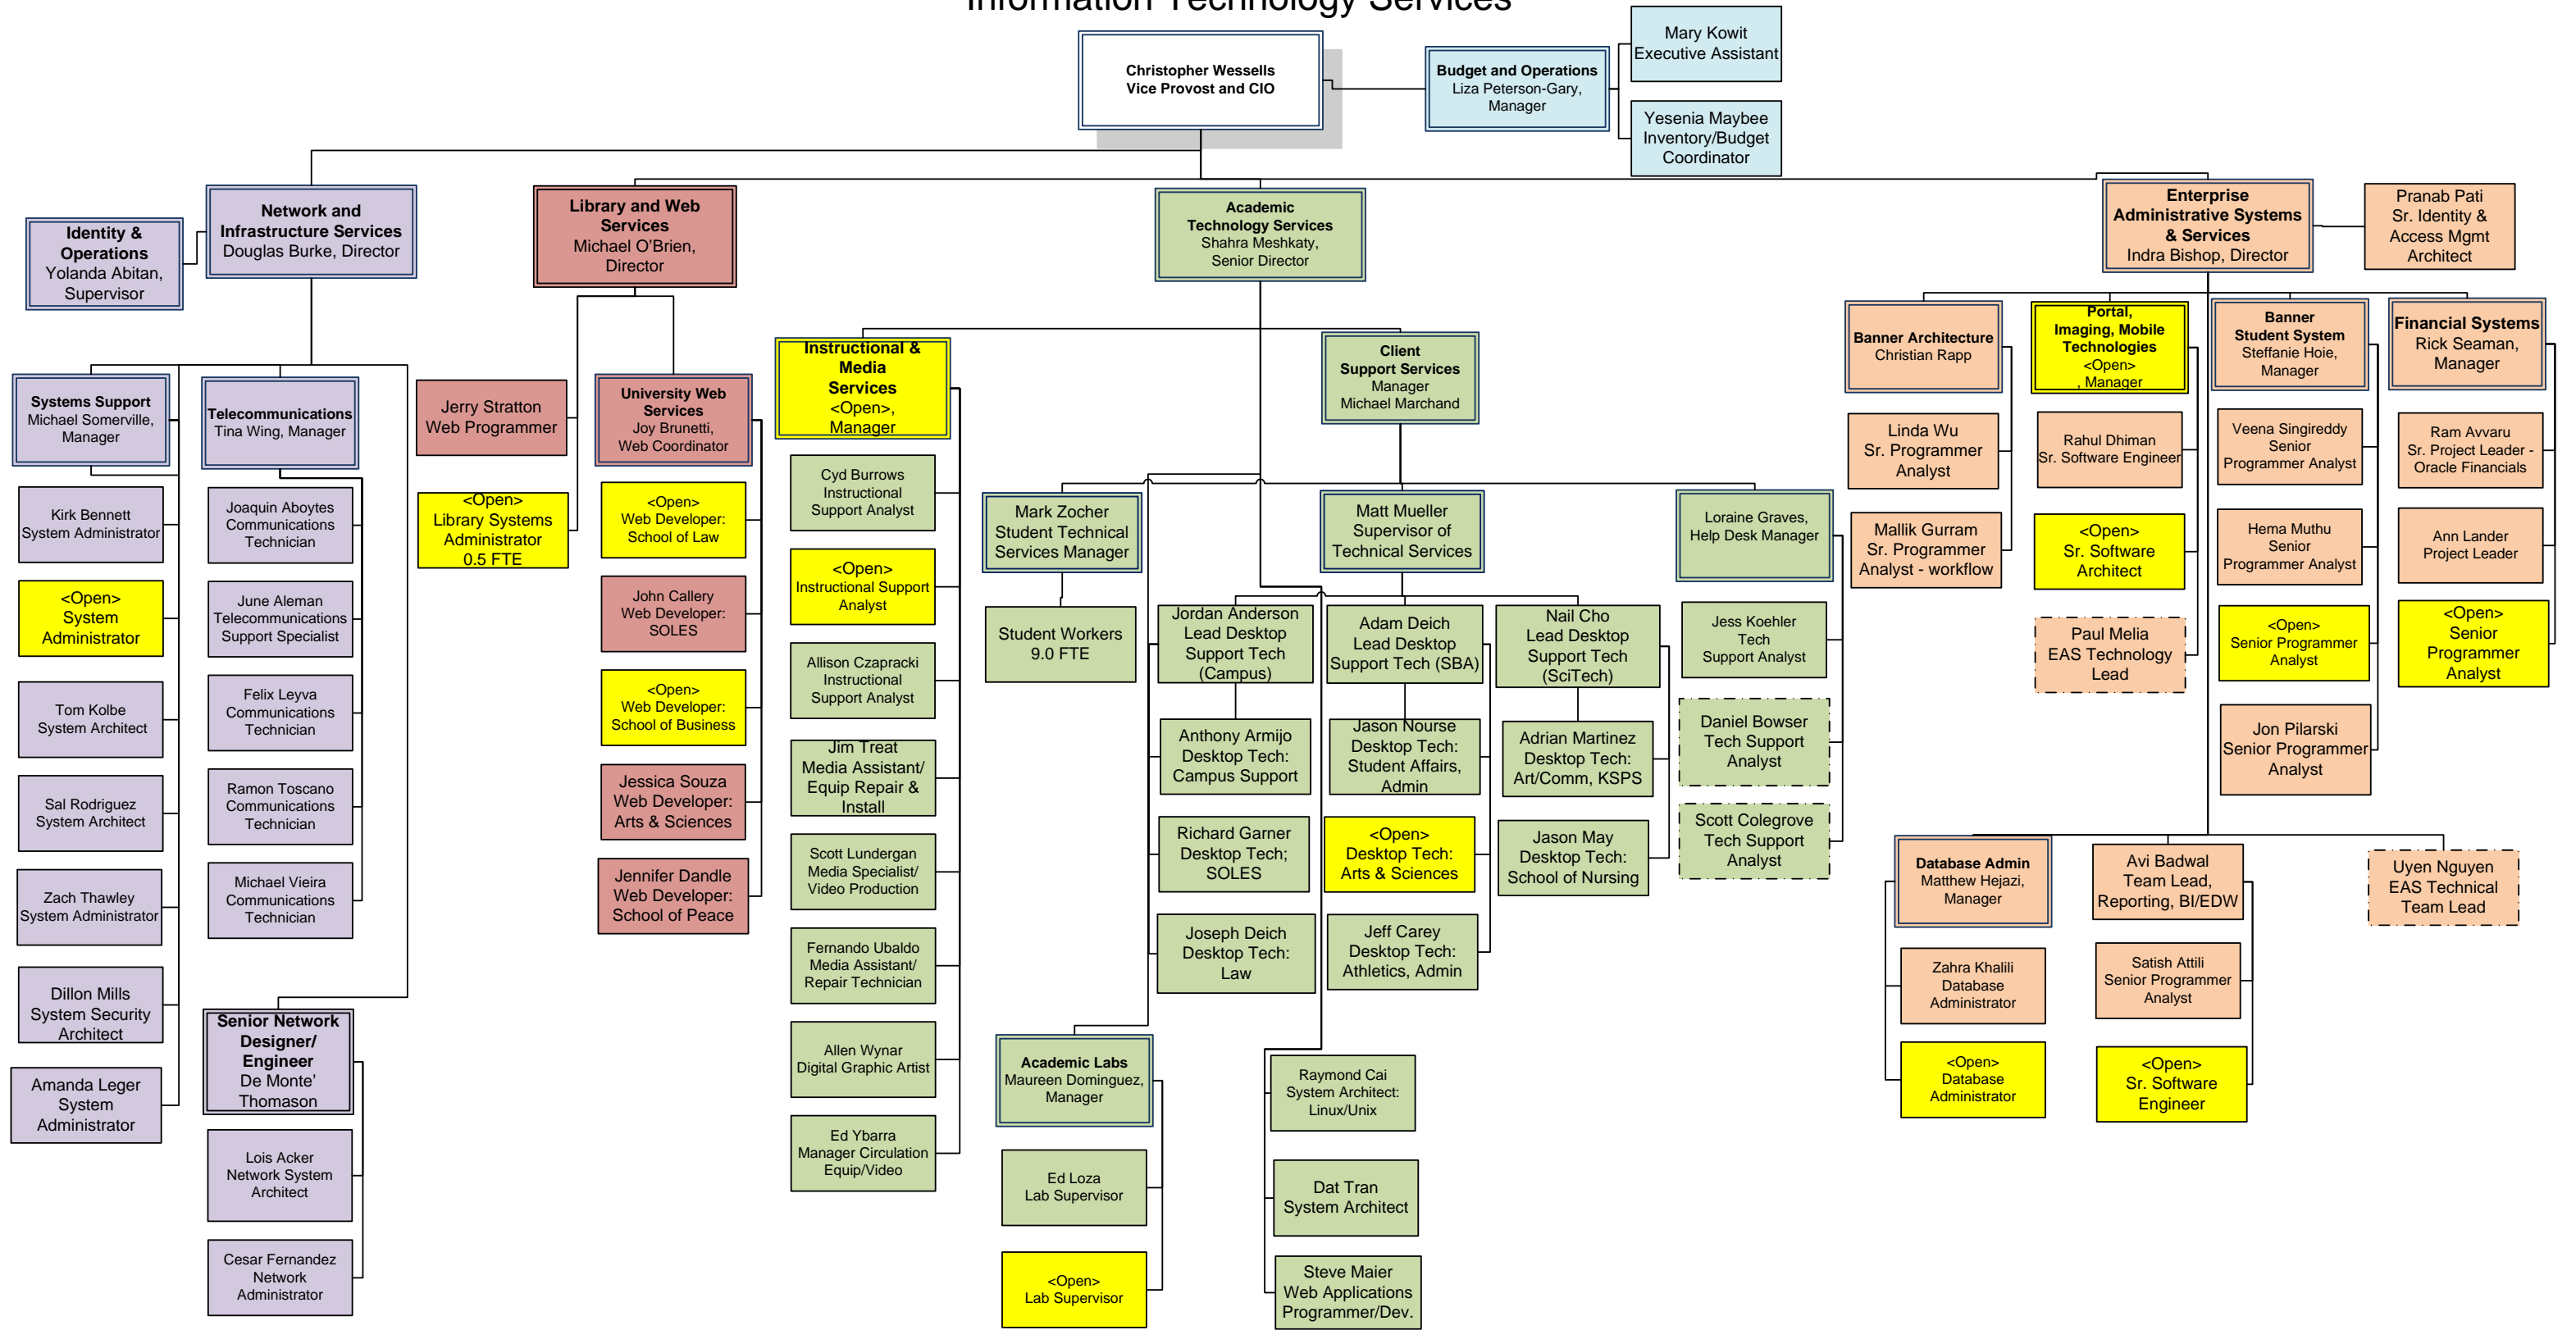 Information Technology Services
Christopher Wessells
Vice Provost and CIO
Budget and Operations
Liza Peterson-Gary,
Manager
Mary Kowit
Executive Assistant
Yesenia Maybee
Inventory/Budget
Coordinator
Identity &
Operations
Yolanda Abitan,
Supervisor
Network and
Infrastructure Services
Douglas Burke, Director
Library and Web
Services
Michael O'Brien,
Director
Academic
Technology Services
Shahra Meshkaty,
Senior Director
Enterprise
Administrative Systems
& Services
Indra Bishop, Director
Pranab Pati
Sr. Identity &
Access Mgmt
Architect
Systems Support
Michael Somerville,
Manager
Kirk Bennett
System Administrator
<Open>
System
Administrator
Tom Kolbe
System Architect
Sal Rodriguez
System Architect
Zach Thawley
System Administrator
Dillon Mills
System Security
Architect
Amanda Leger
System
Administrator
Telecommunications
Tina Wing, Manager
Joaquin Aboytes
Communications
Technician
June Aleman
Telecommunications
Support Specialist
Felix Leyva
Communications
Technician
Ramon Toscano
Communications
Technician
Michael Vieira
Communications
Technician
Senior Network
Designer/
Engineer
De Monte'
Thomason
Lois Acker
Network System
Architect
Cesar Fernandez
Network
Administrator
Jerry Stratton
Web Programmer
<Open>
Library Systems
Administrator
0.5 FTE
University Web
Services
Joy Brunetti,
Web Coordinator
<Open>
Web Developer:
School of Law
John Callery
Web Developer:
SOLES
<Open>
Web Developer:
School of Business
Jessica Souza
Web Developer:
Arts & Sciences
Jennifer Dandle
Web Developer:
School of Peace
Instructional &
Media
Services
<Open>,
Manager
Cyd Burrows
Instructional
Support Analyst
<Open>
Instructional Support
Analyst
Allison Czapracki
Instructional
Support Analyst
Jim Treat
Media Assistant/
Equip Repair &
Install
Scott Lundergan
Media Specialist/
Video Production
Fernando Ubaldo
Media Assistant/
Repair Technician
Allen Wynar
Digital Graphic Artist
Ed Ybarra
Manager Circulation
Equip/Video
Client
Support Services
Manager
Michael Marchand
Mark Zocher
Student Technical
Services Manager
Student Workers
9.0 FTE
Matt Mueller
Supervisor of
Technical Services
Loraine Graves,
Help Desk Manager
Jordan Anderson
Lead Desktop
Support Tech
(Campus)
Anthony Armijo
Desktop Tech:
Campus Support
Richard Garner
Desktop Tech;
SOLES
Joseph Deich
Desktop Tech:
Law
Adam Deich
Lead Desktop
Support Tech (SBA)
Jason Nourse
Desktop Tech:
Student Affairs,
Admin
<Open>
Desktop Tech:
Arts & Sciences
Jeff Carey
Desktop Tech:
Athletics, Admin
Nail Cho
Lead Desktop
Support Tech
(SciTech)
Adrian Martinez
Desktop Tech:
Art/Comm, KSPS
Jason May
Desktop Tech:
School of Nursing
Jess Koehler
Tech
Support Analyst
Daniel Bowser
Tech Support
Analyst
Scott Colegrove
Tech Support
Analyst
Academic Labs
Maureen Dominguez,
Manager
Ed Loza
Lab Supervisor
<Open>
Lab Supervisor
Raymond Cai
System Architect:
Linux/Unix
Dat Tran
System Architect
Steve Maier
Web Applications
Programmer/Dev.
Banner Architecture
Christian Rapp
Linda Wu
Sr. Programmer
Analyst
Mallik Gurram
Sr. Programmer
Analyst - workflow
Portal,
Imaging, Mobile
Technologies
<Open>
, Manager
Rahul Dhiman
Sr. Software Engineer
<Open>
Sr. Software
Architect
Paul Melia
EAS Technology
Lead
Banner
Student System
Steffanie Hoie,
Manager
Veena Singireddy
Senior
Programmer Analyst
Hema Muthu
Senior
Programmer Analyst
<Open>
Senior Programmer
Analyst
Jon Pilarski
Senior Programmer
Analyst
Financial Systems
Rick Seaman,
Manager
Ram Avvaru
Sr. Project Leader -
Oracle Financials
Ann Lander
Project Leader
<Open>
Senior
Programmer
Analyst
Database Admin
Matthew Hejazi,
Manager
Zahra Khalili
Database
Administrator
<Open>
Database
Administrator
Avi Badwal
Team Lead,
Reporting, BI/EDW
Satish Attili
Senior Programmer
Analyst
<Open>
Sr. Software
Engineer
Uyen Nguyen
EAS Technical
Team Lead